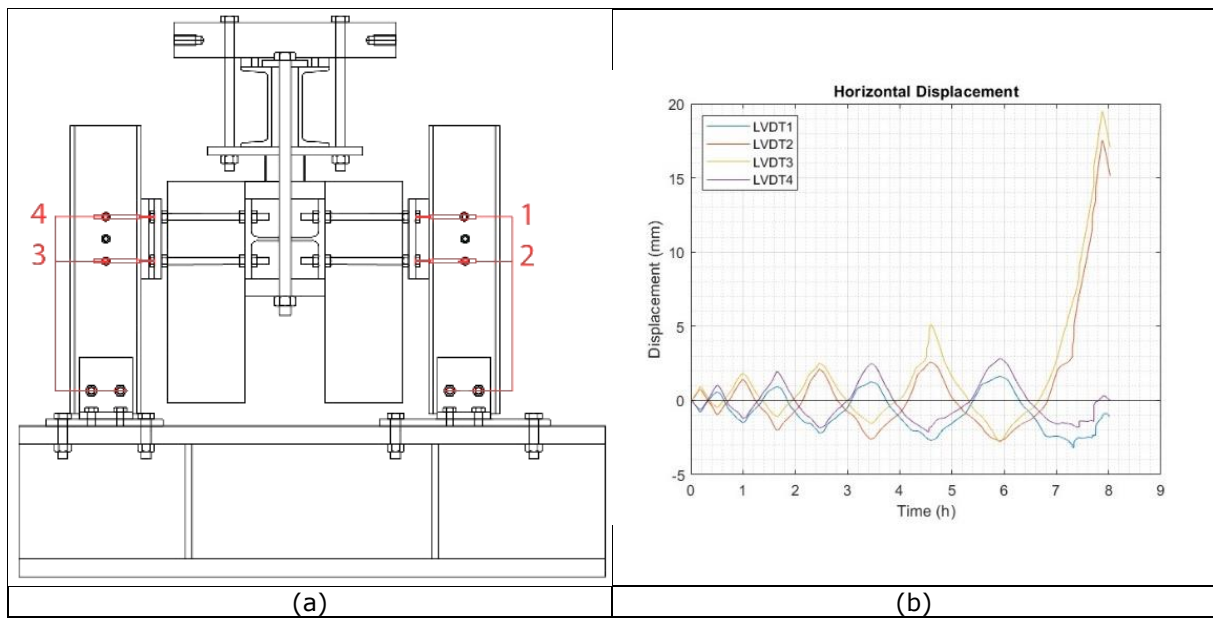 4
3
1
2
Horizontal Displacement
LVDT1
LVDT2
LVDT3
LVDT4
Displacement (mm)
20
15
10
5
0
-5
0 1 2 3 4 5 6 7 8 9
Time (h)
(a)
(b)